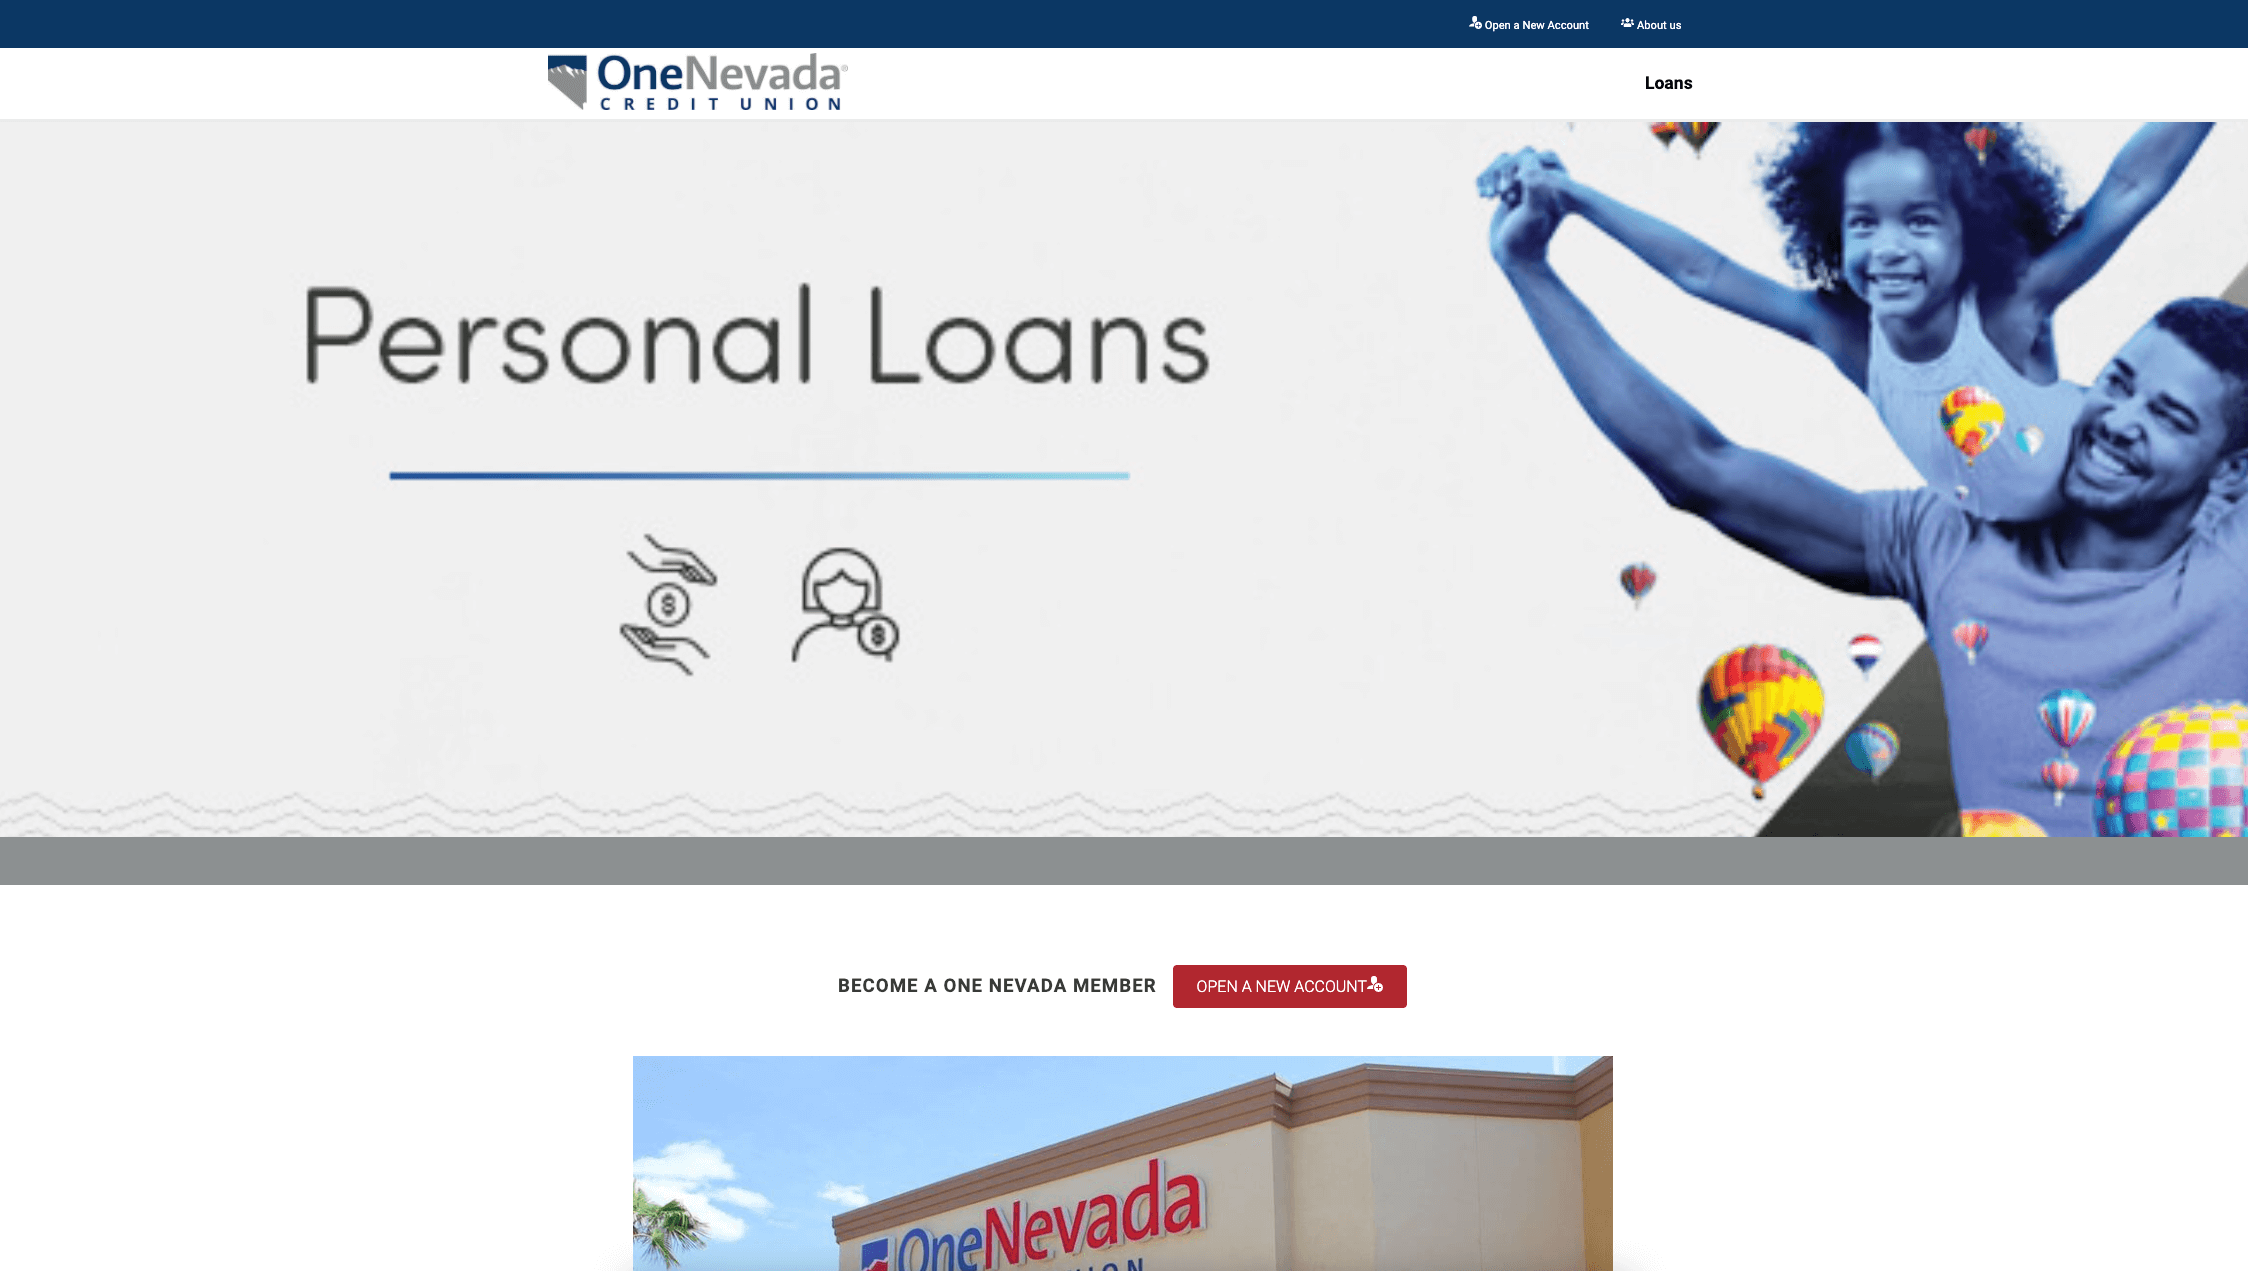 Open a New Account
About us
OneNevada®
CREDIT UNION
Loans
Personal Loans
$
$
BECOME A ONE NEVADA MEMBER
OPEN A NEW ACCOUNT
OneNevada